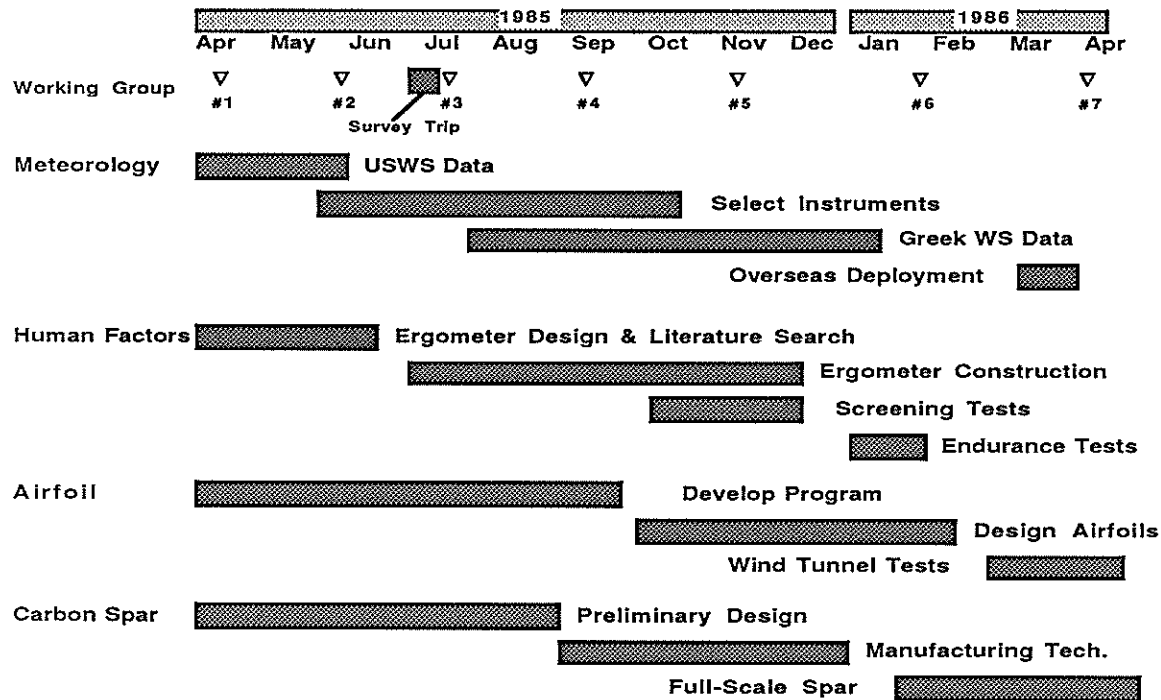 1985 1986
Apr May Jun Jul Aug Sep Oct Nov Dec Jan Feb Mar Apr
Working Group
#1 #2 #3 #4 #5 #6 #7
Survey Trip
Meteorology USWS Data
Select Instruments
Greek WS Data
Overseas Deployment
Human Factors Ergometer Design & Literature Search
Ergometer Construction
Screening Tests
Endurance Tests
Airfoil Develop Program
Design Airfoils
Wind Tunnel Tests
Carbon Spar Preliminary Design
Manufacturing Tech.
Full-Scale Spar